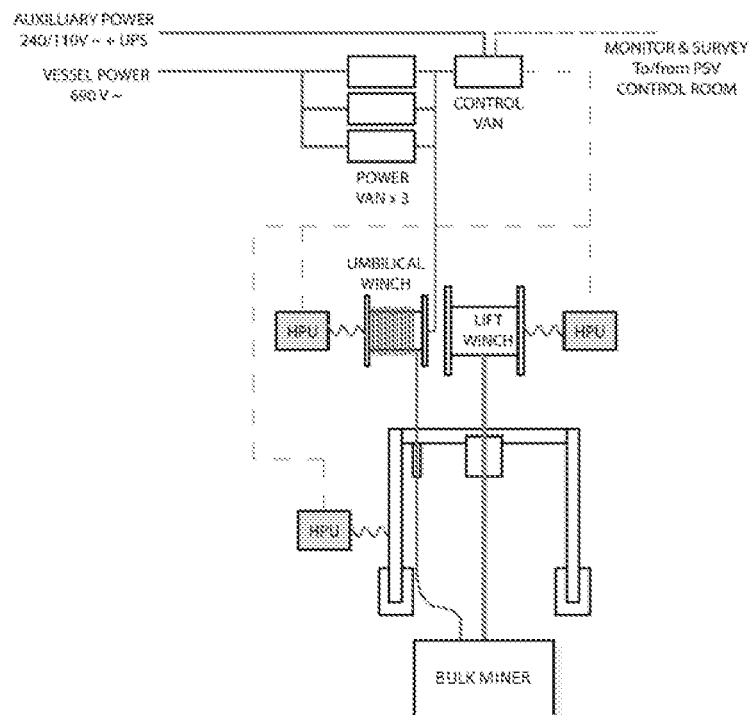 AUXILLIARY POWER
240/110V ~ + UPS
VESSEL POWER
690 V ~
MONITOR & SURVEY
To/from PSV
CONTROL ROOM
CONTROL
VAN
POWER
VAN x 3
UMBILICAL
WINCH
HPU
LIFT
WINCH
HPU
HPU
BULK MINER